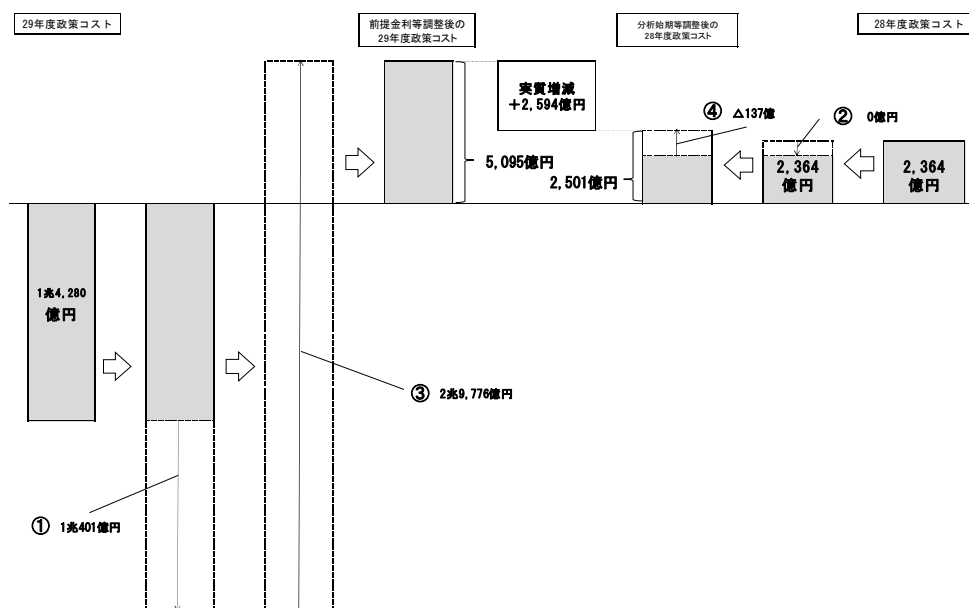 29年度政策コスト
前提金利等調整後の
29年度政策コスト
分析始期等調整後の
28年度政策コスト
28年度政策コスト
実質増減
＋2,594億円
④ △137億
② 0億円
5,095億円
2,501億円
2,364
億円
2,364
億円
1兆4,280
億円
③ 2兆9,776億円
① 1兆401億円